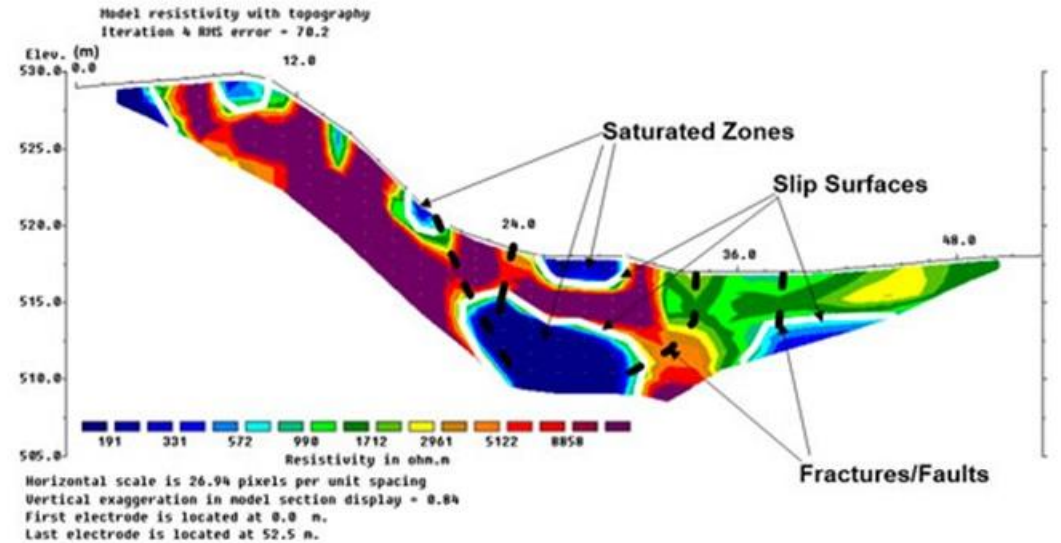 Model resistivity with topography
Iteration 4 RMS error = 70.2
Elev. (m)
530.0
0.0
12.0
525.0
Saturated Zones
Slip Surfaces
520.0
24.0
36.0
48.0
515.0
510.0
191 331 572 990 1712 2961 5122 8858
505.0
Resistivity in ohm.m
Fractures/Faults
Horizontal scale is 26.94 pixels per unit spacing
Vertical exaggeration in model section display = 0.84
First electrode is located at 0.0 m.
Last electrode is located at 52.5 m.